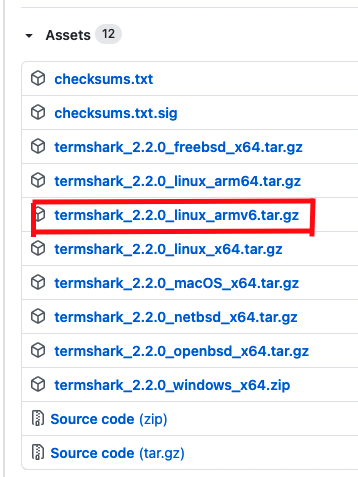 Assets 12
checksums.txt
checksums.txt.sig
termshark_2.2.0_freebsd_x64.tar.gz
termshark_2.2.0_linux_arm64.tar.gz
termshark_2.2.0_linux_armv6.tar.gz
termshark_2.2.0_linux_x64.tar.gz
termshark_2.2.0_macOS_x64.tar.gz
termshark_2.2.0_netbsd_x64.tar.gz
termshark_2.2.0_openbsd_x64.tar.gz
termshark_2.2.0_windows_x64.zip
Source code (zip)
Source code (tar.gz)